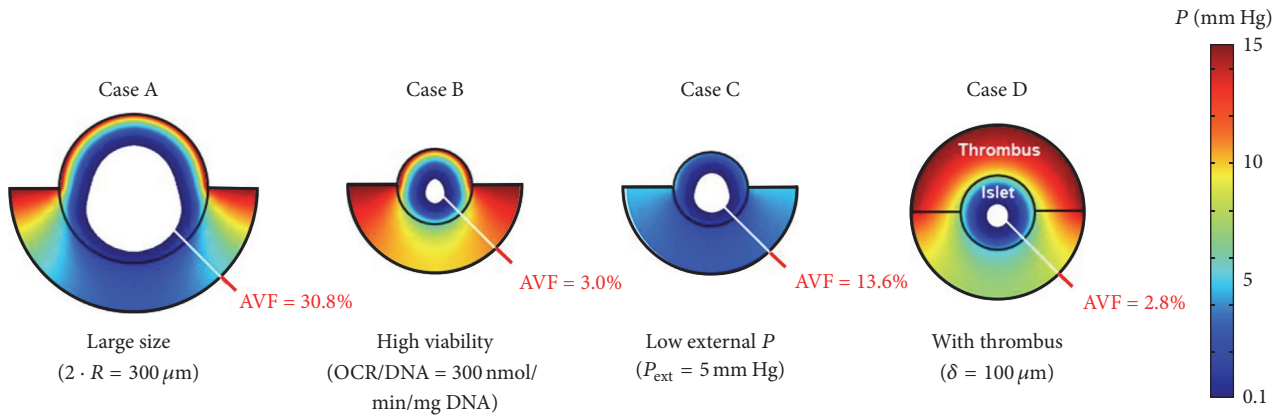 P (mm Hg)
15
10
5
0.1
Case A
AVF = 30.8%
Large size
(2 · R = 300 μm)
Case B
AVF = 3.0%
High viability
(OCR/DNA = 300 nmol/
min/mg DNA)
Case C
AVF = 13.6%
Low external P
(Pext = 5 mm Hg)
Case D
Thrombus
Islet
AVF = 2.8%
With thrombus
(δ = 100 μm)